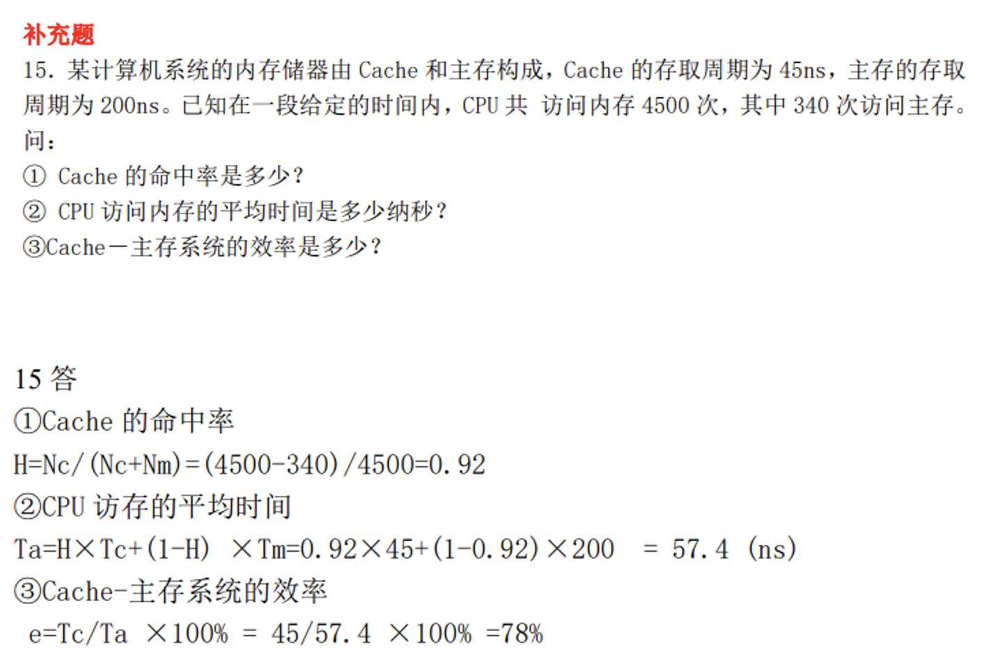 补充题
15. 某计算机系统的内存储器由 Cache 和主存构成，Cache 的存取周期为 45ns，主存的存取
周期为 200ns。已知在一段给定的时间内，CPU 共 访问内存 4500 次，其中 340 次访问主存。
问：
① Cache 的命中率是多少？
② CPU 访问内存的平均时间是多少纳秒？
③Cache－主存系统的效率是多少？
15 答
①Cache 的命中率
H=Nc/(Nc+Nm)=(4500-340)/4500=0.92
②CPU 访存的平均时间
Ta=H×Tc+(1-H) ×Tm=0.92×45+(1-0.92)×200 = 57.4 (ns)
③Cache-主存系统的效率
e=Tc/Ta ×100% = 45/57.4 ×100% =78%